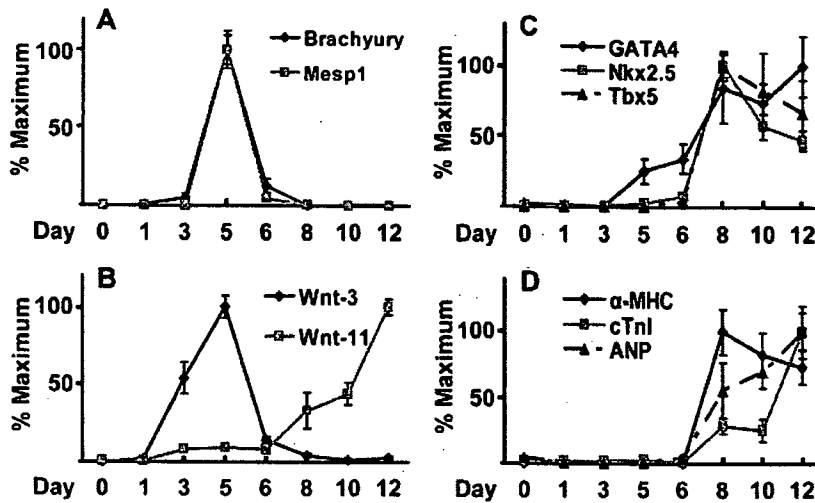 A
Brachyury
Mesp1
% Maximum
100
50
Day 0 1 3 5 6 8 10 12
B
Wnt-3
Wnt-11
% Maximum
100
50
Day 0 1 3 5 6 8 10 12
C
GATA4
Nkx2.5
Tbx5
% Maximum
100
50
Day 0 1 3 5 6 8 10 12
D
α-MHC
cTnI
ANP
% Maximum
100
50
Day 0 1 3 5 6 8 10 12